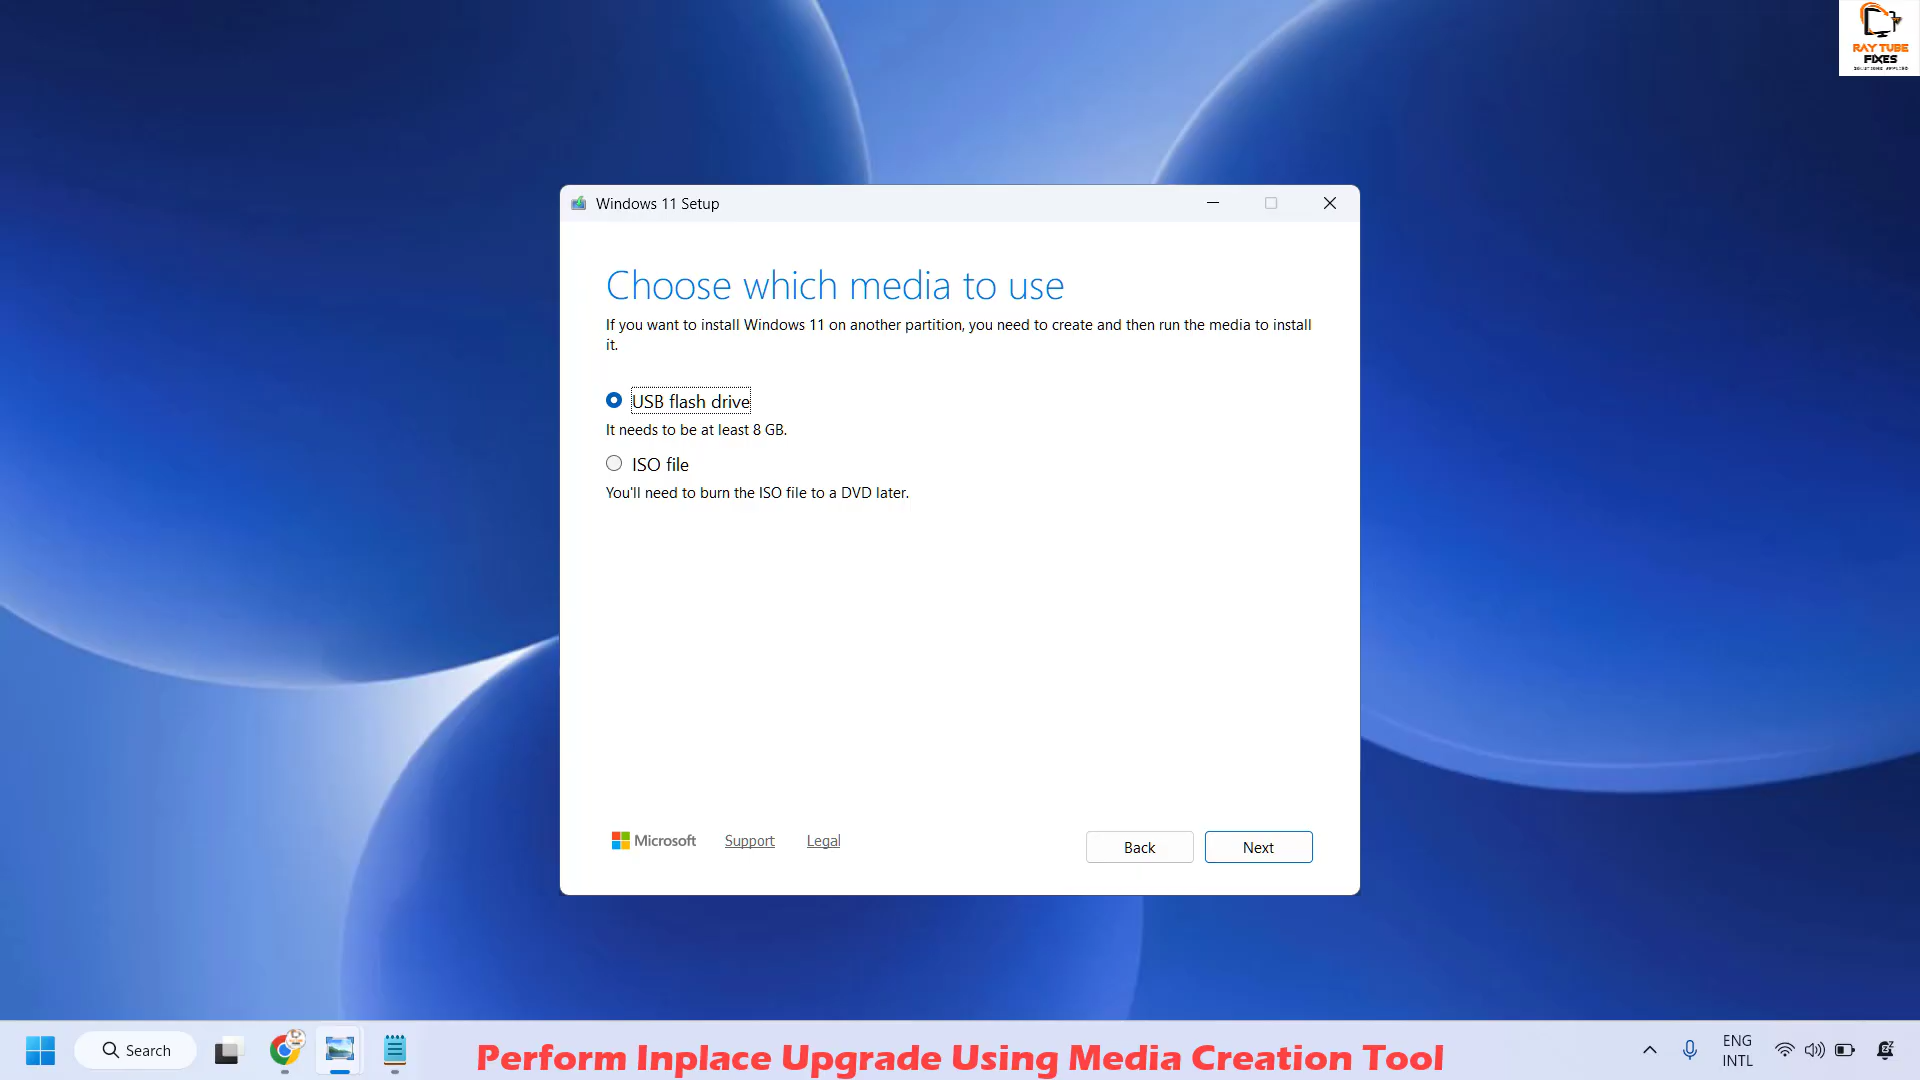 RAY TUBE
FIXES
Windows 11 Setup
Choose which media to use
If you want to install Windows 11 on another partition, you need to create and then run the media to install
it.
USB flash drive
It needs to be at least 8 GB.
ISO file
You'll need to burn the ISO file to a DVD later.
Microsoft
Support
Legal
Back
Next
Search
Perform Inplace Upgrade Using Media Creation Tool
ENG
INTL